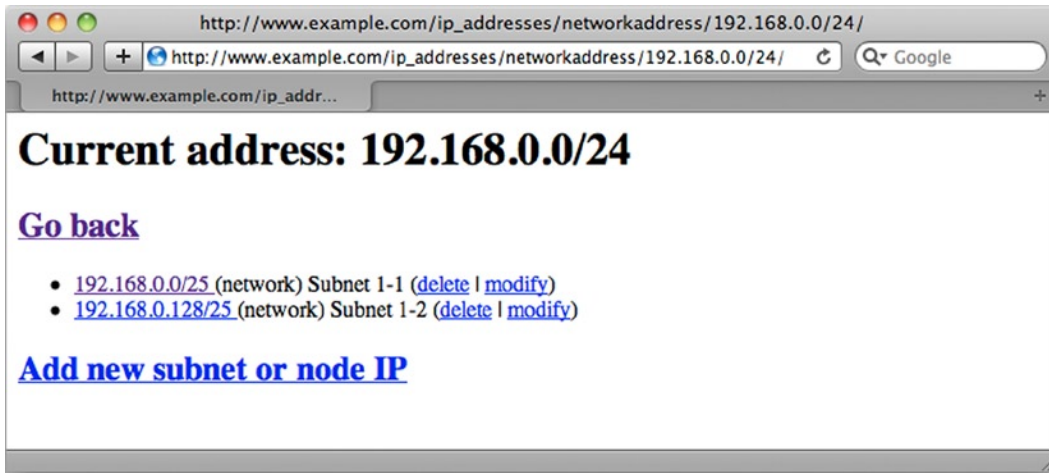 http://www.example.com/ip_addresses/networkaddress/192.168.0.0/24/
+ http://www.example.com/ip_addresses/networkaddress/192.168.0.0/24/ Google
http://www.example.com/ip_addr... +
Current address: 192.168.0.0/24
Go back
• 192.168.0.0/25 (network) Subnet 1-1 (delete | modify)
• 192.168.0.128/25 (network) Subnet 1-2 (delete | modify)
Add new subnet or node IP